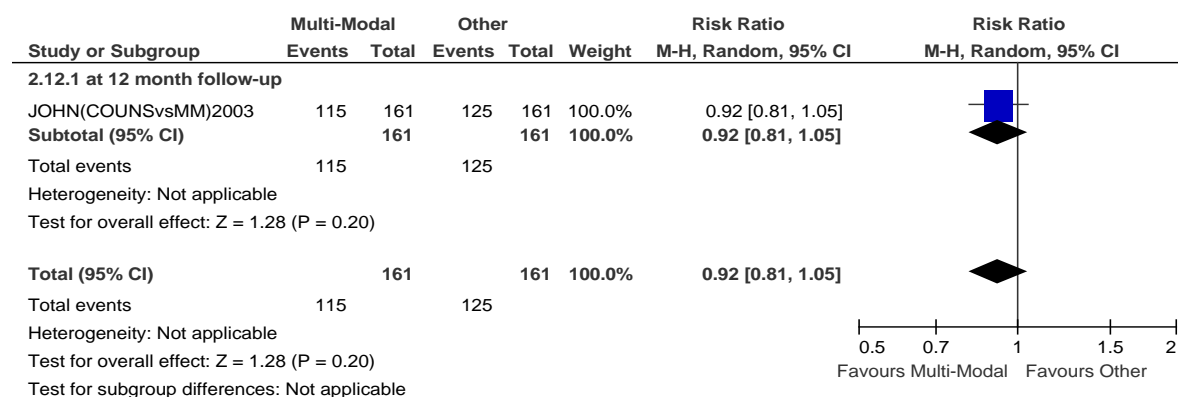 Multi-Modal Other Risk Ratio Risk Ratio
Study or Subgroup Events Total Events Total Weight M-H, Random, 95% CI M-H, Random, 95% CI
2.12.1 at 12 month follow-up
JOHN(COUNSvsMM)2003 115 161 125 161 100.0% 0.92 [0.81, 1.05]
Subtotal (95% CI) 161 161 100.0% 0.92 [0.81, 1.05]
Total events 115 125
Heterogeneity: Not applicable
Test for overall effect: Z = 1.28 (P = 0.20)
Total (95% CI) 161 161 100.0% 0.92 [0.81, 1.05]
Total events 115 125
Heterogeneity: Not applicable
Test for overall effect: Z = 1.28 (P = 0.20)
Test for subgroup differences: Not applicable
0.5 0.7 1 1.5 2
Favours Multi-Modal Favours Other